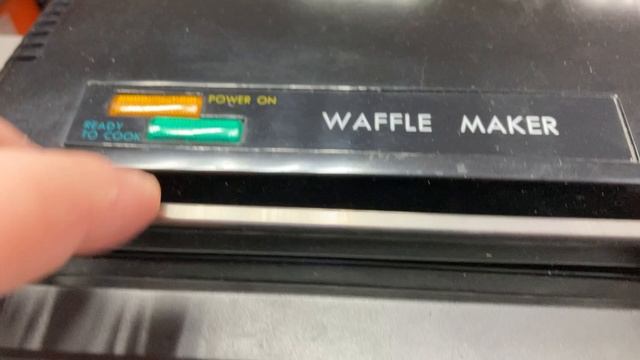 POWER ON
READY
TO COOK
WAFFLE MAKER